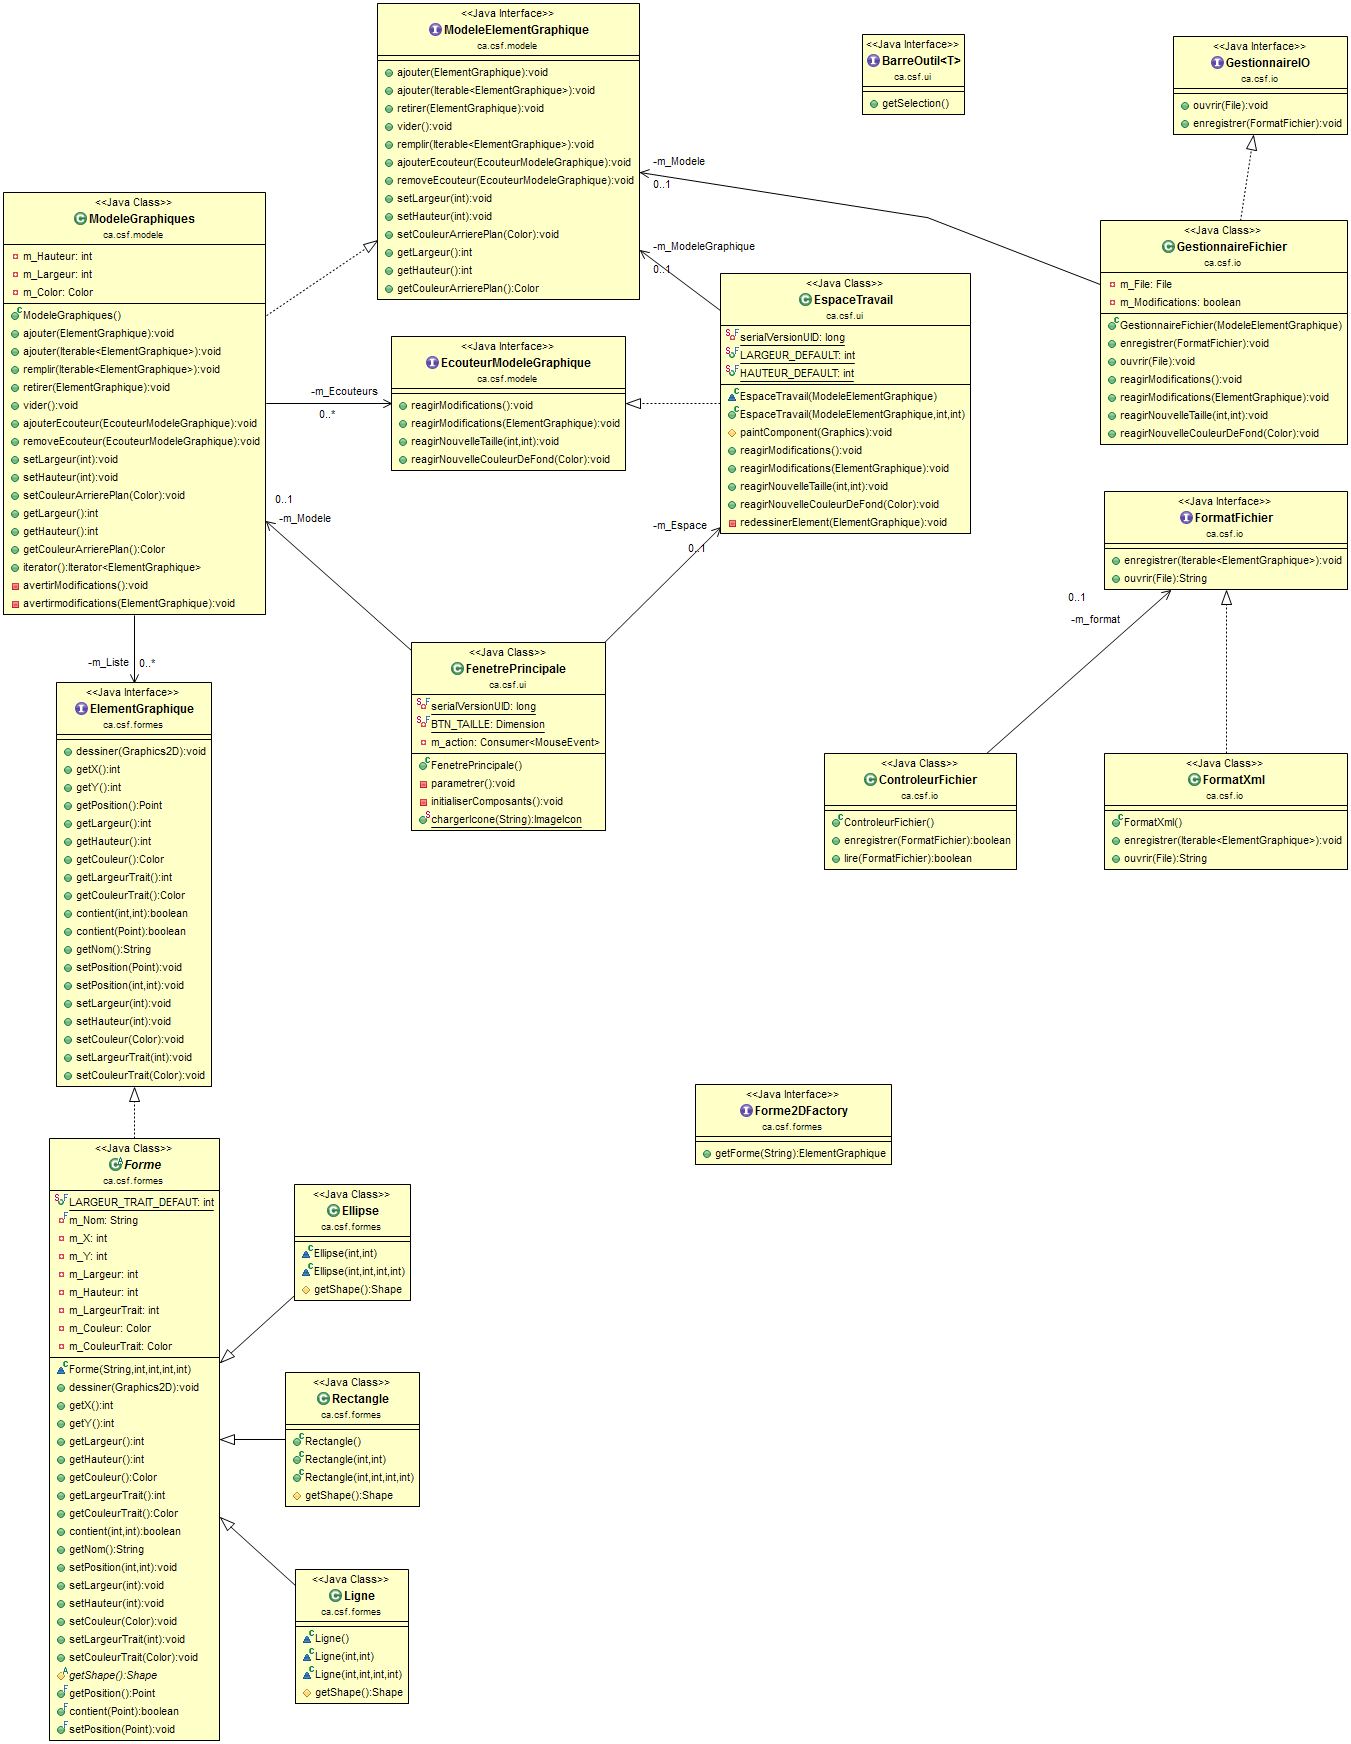 <<Java Interface>>
ModeleElementGraphique
ca.csf.modele
ajouter(ElementGraphique):void
ajouter(Iterable<ElementGraphique>):void
retirer(ElementGraphique):void
vider():void
remplir(Iterable<ElementGraphique>):void
ajouterEcouteur(EcouteurModeleGraphique):void
removeEcouteur(EcouteurModeleGraphique):void
setLargeur(int):void
setHauteur(int):void
setCouleurArrierePlan(Color):void
getLargeur():int
getHauteur():int
getCouleurArrierePlan():Color
<<Java Interface>>
BarreOutil<T>
ca.csf.ui
getSelection()
<<Java Interface>>
GestionnaireIO
ca.csf.io
ouvrir(File):void
enregistrer(FormatFichier):void
-m_Modele
0..1
-m_ModeleGraphique
0..1
<<Java Class>>
ModeleGraphiques
ca.csf.modele
m_Hauteur: int
m_Largeur: int
m_Color: Color
ModeleGraphiques()
ajouter(ElementGraphique):void
ajouter(Iterable<ElementGraphique>):void
remplir(Iterable<ElementGraphique>):void
retirer(ElementGraphique):void
vider():void
ajouterEcouteur(EcouteurModeleGraphique):void
removeEcouteur(EcouteurModeleGraphique):void
setLargeur(int):void
setHauteur(int):void
setCouleurArrierePlan(Color):void
getLargeur():int
getHauteur():int
getCouleurArrierePlan():Color
iterator():Iterator<ElementGraphique>
avertirModifications():void
avertirmodifications(ElementGraphique):void
-m_Ecouteurs
0..*
<<Java Interface>>
EcouteurModeleGraphique
ca.csf.modele
reagirModifications():void
reagirModifications(ElementGraphique):void
reagirNouvelleTaille(int,int):void
reagirNouvelleCouleurDeFond(Color):void
<<Java Class>>
EspaceTravail
ca.csf.ui
serialVersionUID: long
LARGEUR_DEFAULT: int
HAUTEUR_DEFAULT: int
EspaceTravail(ModeleElementGraphique)
EspaceTravail(ModeleElementGraphique,int,int)
paintComponent(Graphics):void
reagirModifications():void
reagirModifications(ElementGraphique):void
reagirNouvelleTaille(int,int):void
reagirNouvelleCouleurDeFond(Color):void
redessinerElement(ElementGraphique):void
<<Java Class>>
GestionnaireFichier
ca.csf.io
m_File: File
m_Modifications: boolean
GestionnaireFichier(ModeleElementGraphique)
enregistrer(FormatFichier):void
ouvrir(File):void
reagirModifications():void
reagirModifications(ElementGraphique):void
reagirNouvelleTaille(int,int):void
reagirNouvelleCouleurDeFond(Color):void
0..1
-m_Modele
-m_Espace
0..1
<<Java Interface>>
FormatFichier
ca.csf.io
enregistrer(Iterable<ElementGraphique>):void
ouvrir(File):String
0..1
-m_format
-m_Liste
0..*
<<Java Class>>
FenetrePrincipale
ca.csf.ui
serialVersionUID: long
BTN_TAILLE: Dimension
m_action: Consumer<MouseEvent>
FenetrePrincipale()
parametrer():void
initialiserComposants():void
chargerIcone(String):ImageIcon
<<Java Class>>
ControleurFichier
ca.csf.io
ControleurFichier()
enregistrer(FormatFichier):boolean
lire(FormatFichier):boolean
<<Java Class>>
FormatXml
ca.csf.io
FormatXml()
enregistrer(Iterable<ElementGraphique>):void
ouvrir(File):String
<<Java Interface>>
ElementGraphique
ca.csf.formes
dessiner(Graphics2D):void
getX():int
getY():int
getPosition():Point
getLargeur():int
getHauteur():int
getCouleur():Color
getLargeurTrait():int
getCouleurTrait():Color
contient(int,int):boolean
contient(Point):boolean
getNom():String
setPosition(Point):void
setPosition(int,int):void
setLargeur(int):void
setHauteur(int):void
setCouleur(Color):void
setLargeurTrait(int):void
setCouleurTrait(Color):void
<<Java Interface>>
Forme2DFactory
ca.csf.formes
getForme(String):ElementGraphique
<<Java Class>>
Forme
ca.csf.formes
LARGEUR_TRAIT_DEFAUT: int
m_Nom: String
m_X: int
m_Y: int
m_Largeur: int
m_Hauteur: int
m_LargeurTrait: int
m_Couleur: Color
m_CouleurTrait: Color
Forme(String,int,int,int,int)
dessiner(Graphics2D):void
getX():int
getY():int
getLargeur():int
getHauteur():int
getCouleur():Color
getLargeurTrait():int
getCouleurTrait():Color
contient(int,int):boolean
getNom():String
setPosition(int,int):void
setLargeur(int):void
setHauteur(int):void
setCouleur(Color):void
setLargeurTrait(int):void
setCouleurTrait(Color):void
getShape():Shape
getPosition():Point
contient(Point):boolean
setPosition(Point):void
<<Java Class>>
Ellipse
ca.csf.formes
Ellipse(int,int)
Ellipse(int,int,int,int)
getShape():Shape
<<Java Class>>
Rectangle
ca.csf.formes
Rectangle()
Rectangle(int,int)
Rectangle(int,int,int,int)
getShape():Shape
<<Java Class>>
Ligne
ca.csf.formes
Ligne()
Ligne(int,int)
Ligne(int,int,int,int)
getShape():Shape